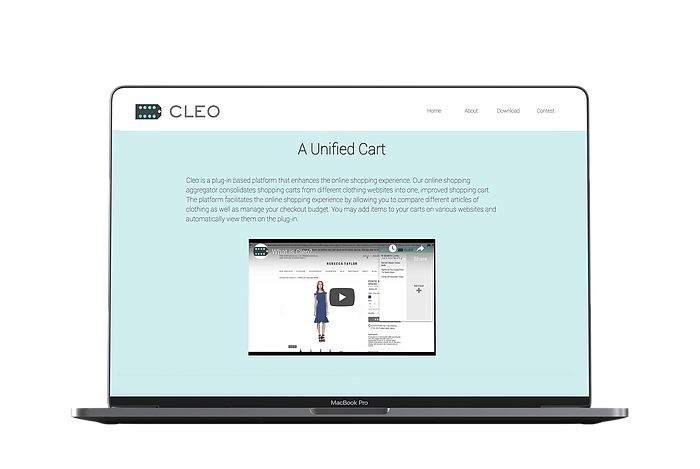 CLEO
Home About Download Contest
A Unified Cart
Cleo is a plug-in based platform that enhances the online shopping experience. Our online shopping
aggregator consolidates shopping carts from different clothing websites into one, improved shopping cart.
The platform facilitates the online shopping experience by allowing you to compare different articles of
clothing as well as manage your checkout budget. You may add items to your carts on various websites and
automatically view them on the plug-in.
What is Cleo?
Share
REBECCA TAYLOR
MacBook Pro